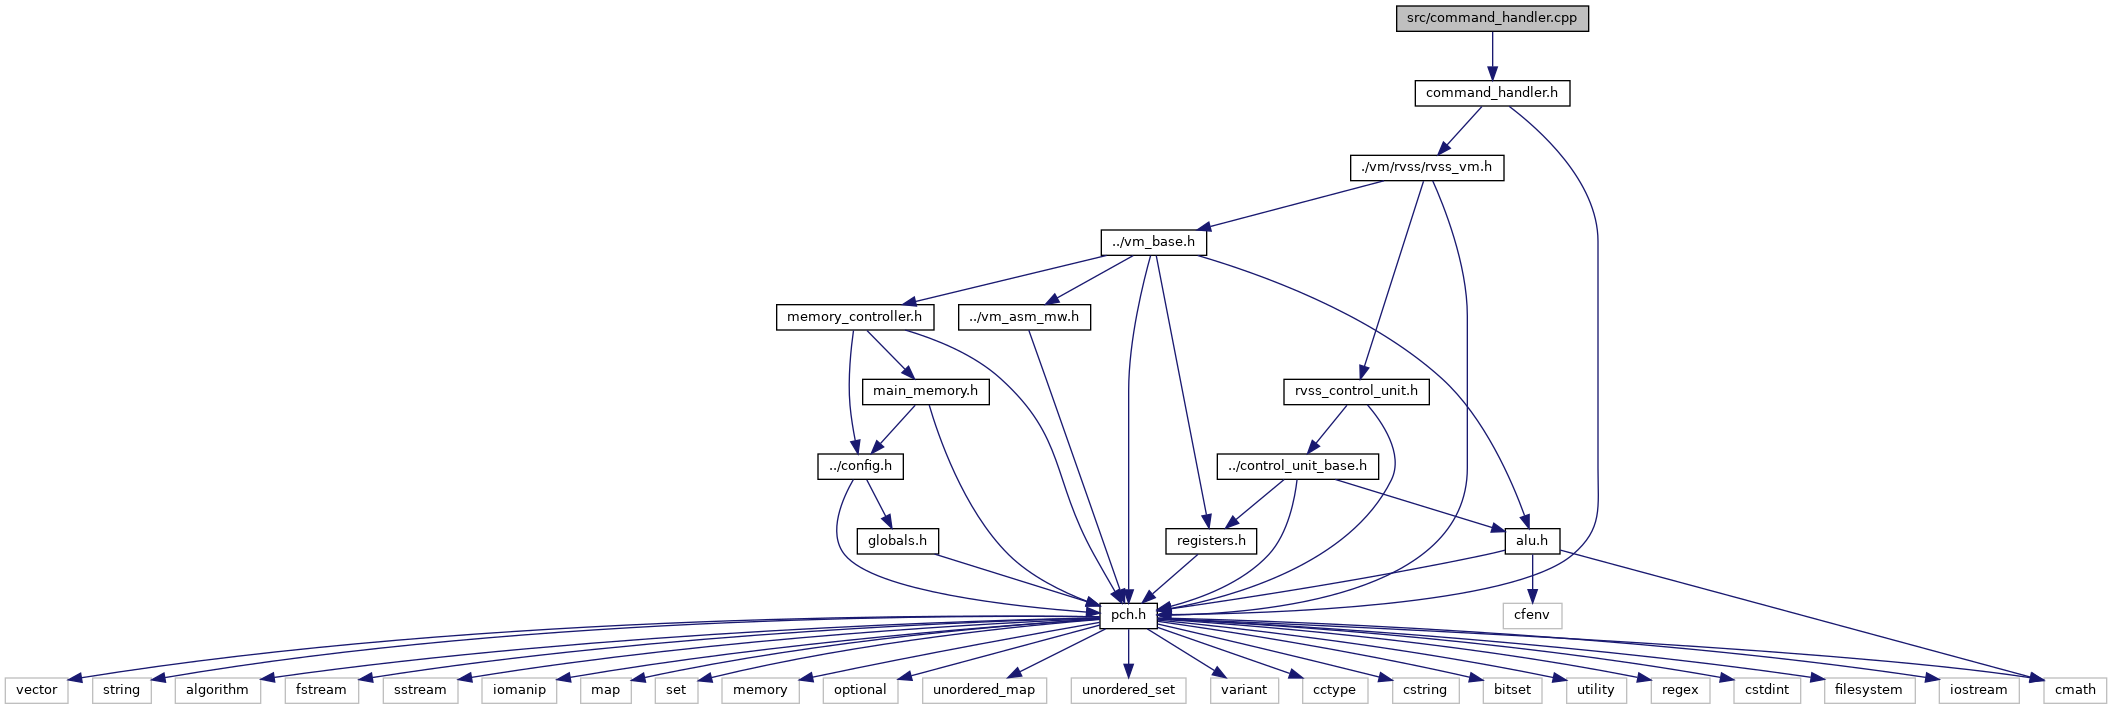 src/command_handler.cpp
command_handler.h
./vm/rvss/rvss_vm.h
../vm_base.h
memory_controller.h
../vm_asm_mw.h
main_memory.h
rvss_control_unit.h
../config.h
../control_unit_base.h
globals.h
registers.h
alu.h
pch.h
cfenv
vector
string
algorithm
fstream
sstream
iomanip
map
set
memory
optional
unordered_map
unordered_set
variant
cctype
cstring
bitset
utility
regex
cstdint
filesystem
iostream
cmath